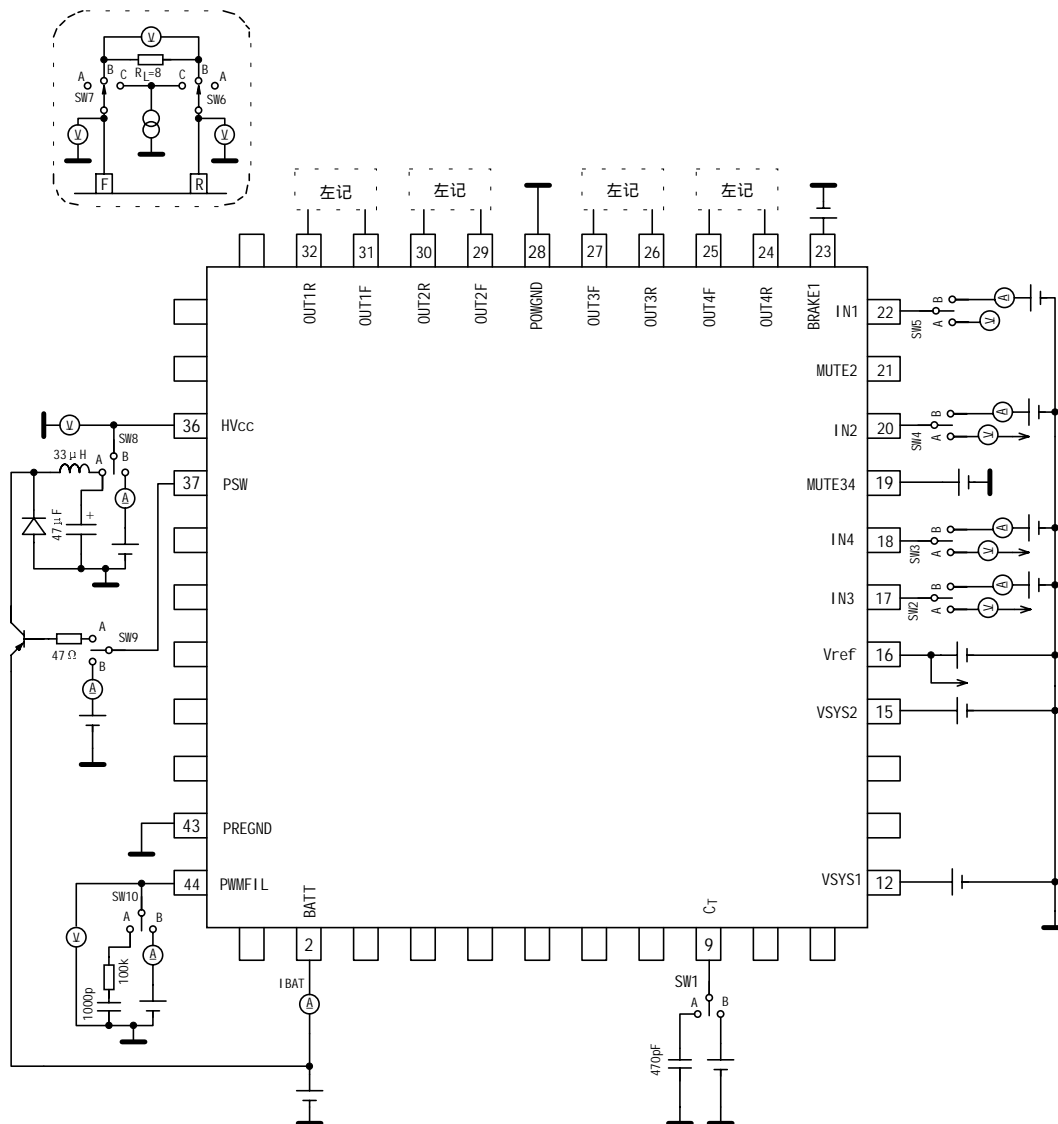 V
A B R L=8 B A
C C
SW7 SW6
V V
F R
左记 左记 左记 左记
32 31 30 29 28 27 26 25 24 23
OUT1R OUT1F OUT2R OUT2F POWGND OUT3F OUT3R OUT4F OUT4R BRAKE1
IN1 22 SW5 B A A V
MUTE2 21
IN2 20 SW4 B A A V
MUTE34 19
IN4 18 SW3 B A A V
IN3 17 SW2 B A A V
Vref 16
VSYS2 15
VSYS1 12
V 36 HVcc
SW8
33μH A B
37 PSW
A
47μF +
A SW9
47Ω B
A
43 PREGND
44 PWMFIL
SW10
V A B
A
100k
1000p
BATT
2
IBAT
A
CT
9
SW1
A B
470pF